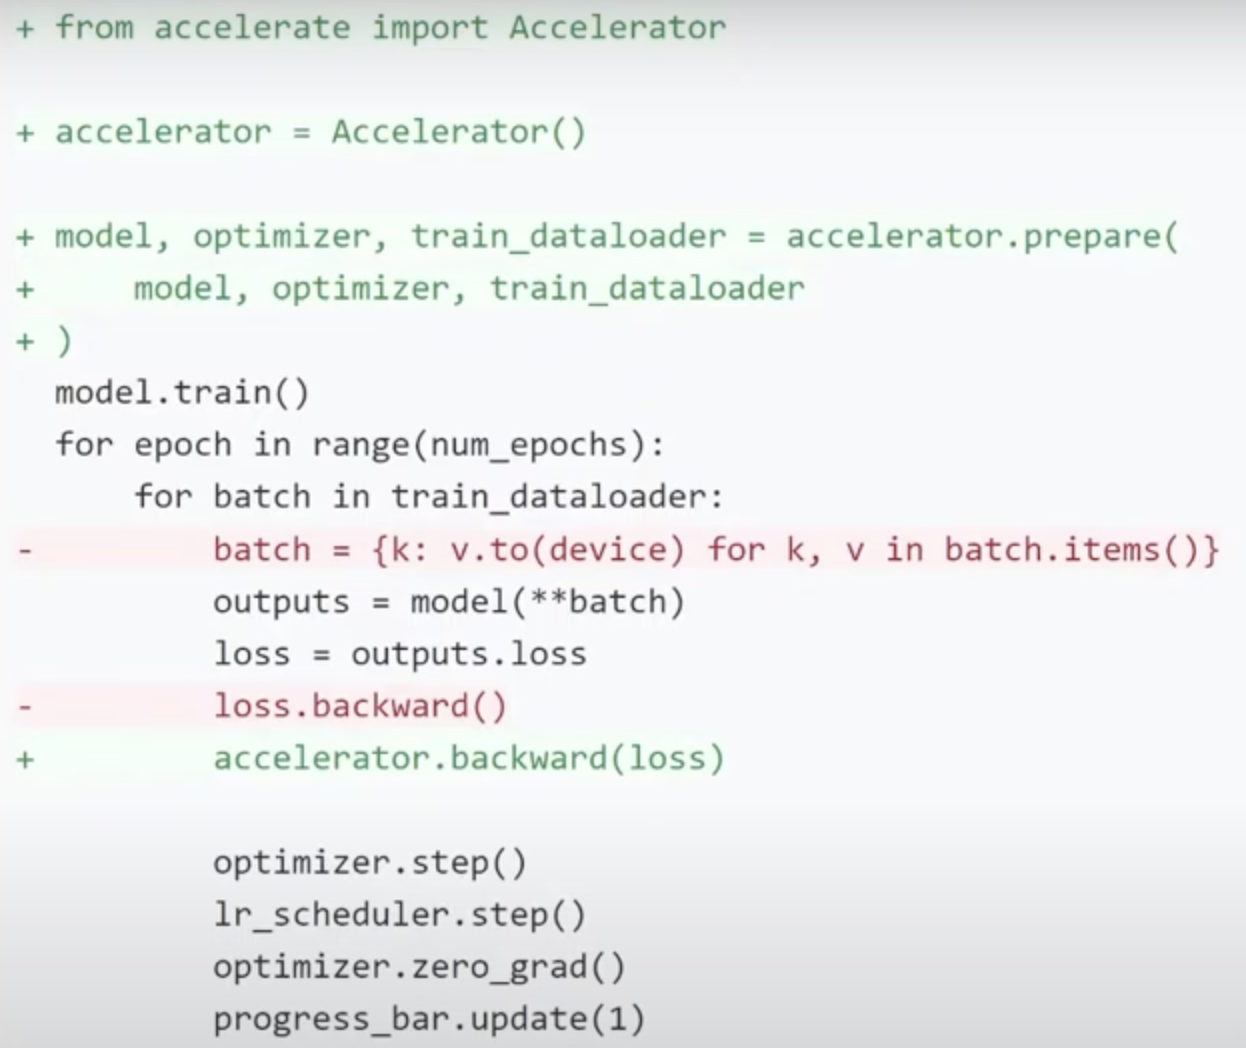 + from accelerate import Accelerator
+ accelerator = Accelerator()
+ model, optimizer, train_dataloader = accelerator.prepare(
+     model, optimizer, train_dataloader
+ )
  model.train()
  for epoch in range(num_epochs):
      for batch in train_dataloader:
-         batch = {k: v.to(device) for k, v in batch.items()}
          outputs = model(**batch)
          loss = outputs.loss
-         loss.backward()
+         accelerator.backward(loss)
          optimizer.step()
          lr_scheduler.step()
          optimizer.zero_grad()
          progress_bar.update(1)